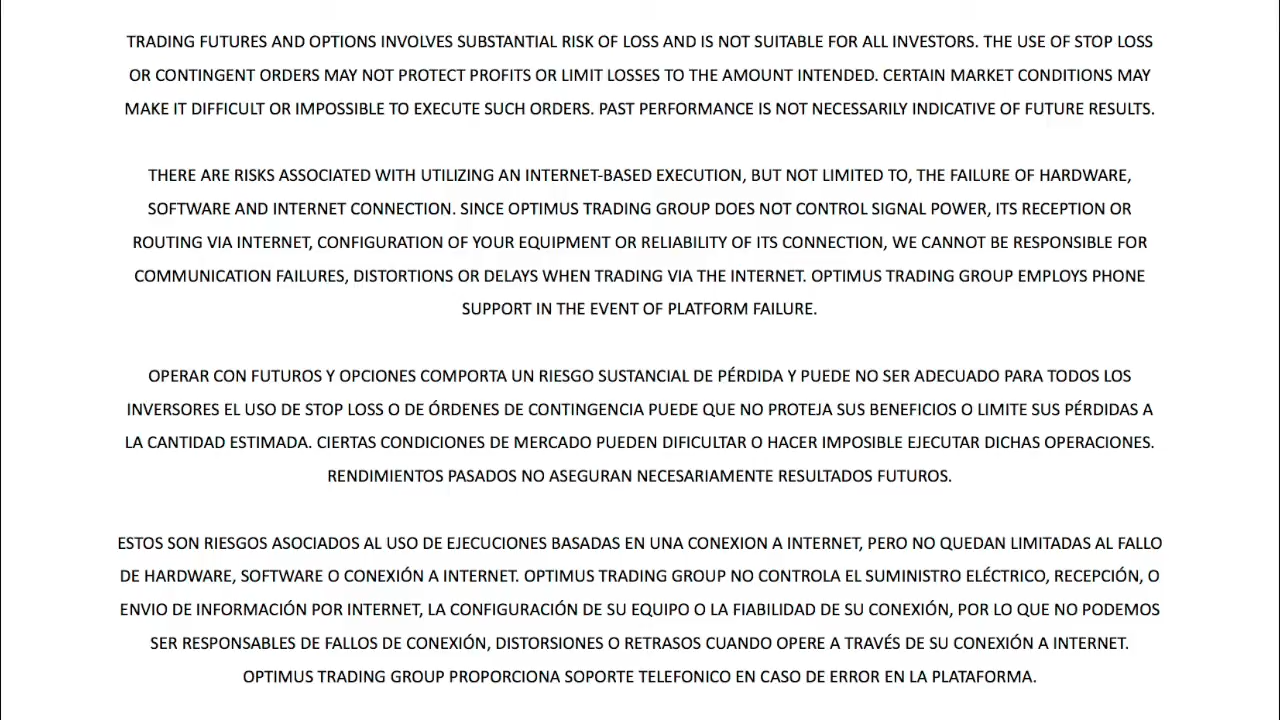 TRADING FUTURES AND OPTIONS INVOLVES SUBSTANTIAL RISK OF LOSS AND IS NOT SUITABLE FOR ALL INVESTORS. THE USE OF STOP LOSS
OR CONTINGENT ORDERS MAY NOT PROTECT PROFITS OR LIMIT LOSSES TO THE AMOUNT INTENDED. CERTAIN MARKET CONDITIONS MAY
MAKE IT DIFFICULT OR IMPOSSIBLE TO EXECUTE SUCH ORDERS. PAST PERFORMANCE IS NOT NECESSARILY INDICATIVE OF FUTURE RESULTS.
THERE ARE RISKS ASSOCIATED WITH UTILIZING AN INTERNET-BASED EXECUTION, BUT NOT LIMITED TO, THE FAILURE OF HARDWARE,
SOFTWARE AND INTERNET CONNECTION. SINCE OPTIMUS TRADING GROUP DOES NOT CONTROL SIGNAL POWER, ITS RECEPTION OR
ROUTING VIA INTERNET, CONFIGURATION OF YOUR EQUIPMENT OR RELIABILITY OF ITS CONNECTION, WE CANNOT BE RESPONSIBLE FOR
COMMUNICATION FAILURES, DISTORTIONS OR DELAYS WHEN TRADING VIA THE INTERNET. OPTIMUS TRADING GROUP EMPLOYS PHONE
SUPPORT IN THE EVENT OF PLATFORM FAILURE.
OPERAR CON FUTUROS Y OPCIONES COMPORTA UN RIESGO SUSTANCIAL DE PÉRDIDA Y PUEDE NO SER ADECUADO PARA TODOS LOS
INVERSORES EL USO DE STOP LOSS O DE ÓRDENES DE CONTINGENCIA PUEDE QUE NO PROTEJA SUS BENEFICIOS O LIMITE SUS PÉRDIDAS A
LA CANTIDAD ESTIMADA. CIERTAS CONDICIONES DE MERCADO PUEDEN DIFICULTAR O HACER IMPOSIBLE EJECUTAR DICHAS OPERACIONES.
RENDIMIENTOS PASADOS NO ASEGURAN NECESARIAMENTE RESULTADOS FUTUROS.
ESTOS SON RIESGOS ASOCIADOS AL USO DE EJECUCIONES BASADAS EN UNA CONEXION A INTERNET, PERO NO QUEDAN LIMITADAS AL FALLO
DE HARDWARE, SOFTWARE O CONEXIÓN A INTERNET. OPTIMUS TRADING GROUP NO CONTROLA EL SUMINISTRO ELÉCTRICO, RECEPCIÓN, O
ENVIO DE INFORMACIÓN POR INTERNET, LA CONFIGURACIÓN DE SU EQUIPO O LA FIABILIDAD DE SU CONEXIÓN, POR LO QUE NO PODEMOS
SER RESPONSABLES DE FALLOS DE CONEXIÓN, DISTORSIONES O RETRASOS CUANDO OPERE A TRAVÉS DE SU CONEXIÓN A INTERNET.
OPTIMUS TRADING GROUP PROPORCIONA SOPORTE TELEFONICO EN CASO DE ERROR EN LA PLATAFORMA.